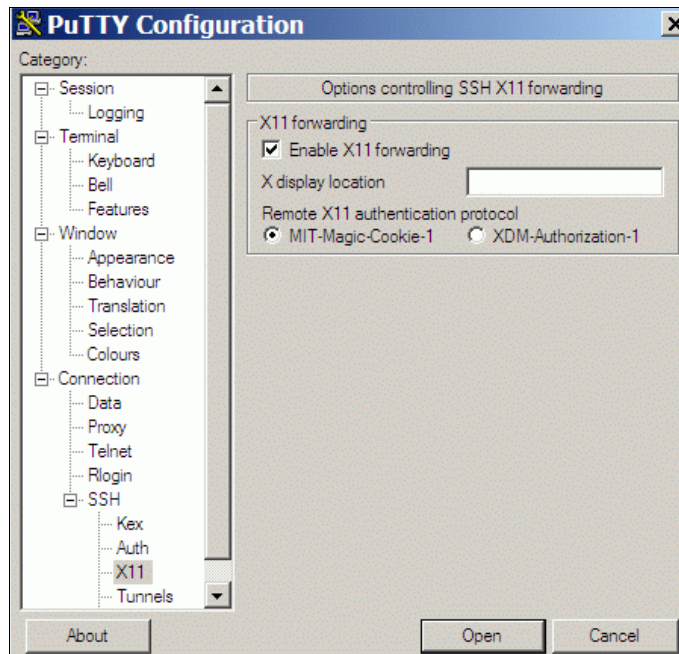 PuTTY Configuration
Category:
Session
Logging
Terminal
Keyboard
Bell
Features
Window
Appearance
Behaviour
Translation
Selection
Colours
Connection
Data
Proxy
Telnet
Rlogin
SSH
Kex
Auth
X11
Tunnels
Options controlling SSH X11 forwarding
X11 forwarding
Enable X11 forwarding
X display location
Remote X11 authentication protocol
MIT-Magic-Cookie-1 XDM-Authorization-1
About Open Cancel